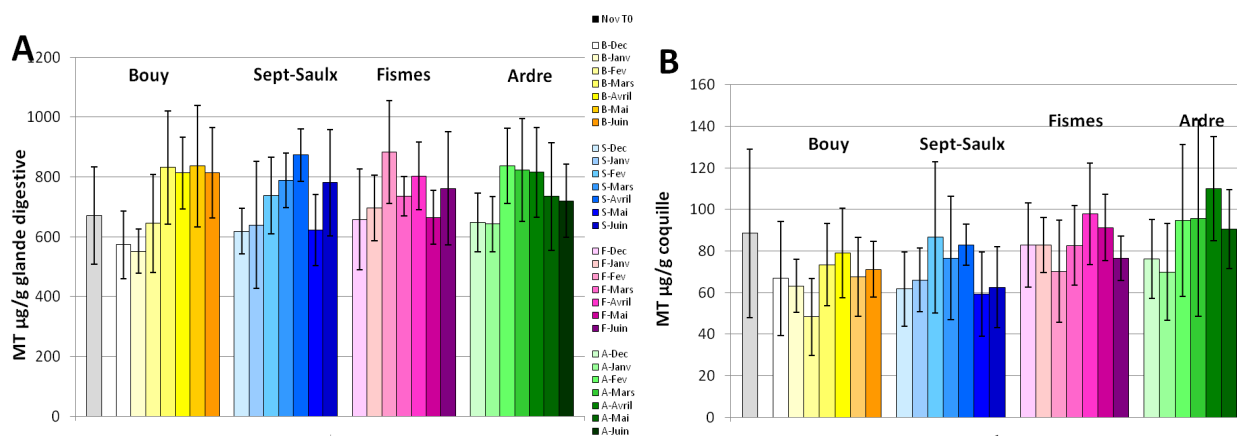 A
MT µg/g glande digestive
1200
1000
800
600
400
200
0
Bouy
Sept-Saulx
Fismes
Ardre
Nov T0
B-Dec
B-Janv
B-Fev
B-Mars
B-Avril
B-Mai
B-Juin
S-Dec
S-Janv
S-Fev
S-Mars
S-Avril
S-Mai
S-Juin
F-Dec
F-Janv
F-Fev
F-Mars
F-Avril
F-Mai
F-Juin
A-Dec
A-Janv
A-Fev
A-Mars
A-Avril
A-Mai
A-Juin
B
MT µg/g coquille
160
140
120
100
80
60
40
20
0
Bouy
Sept-Saulx
Fismes
Ardre